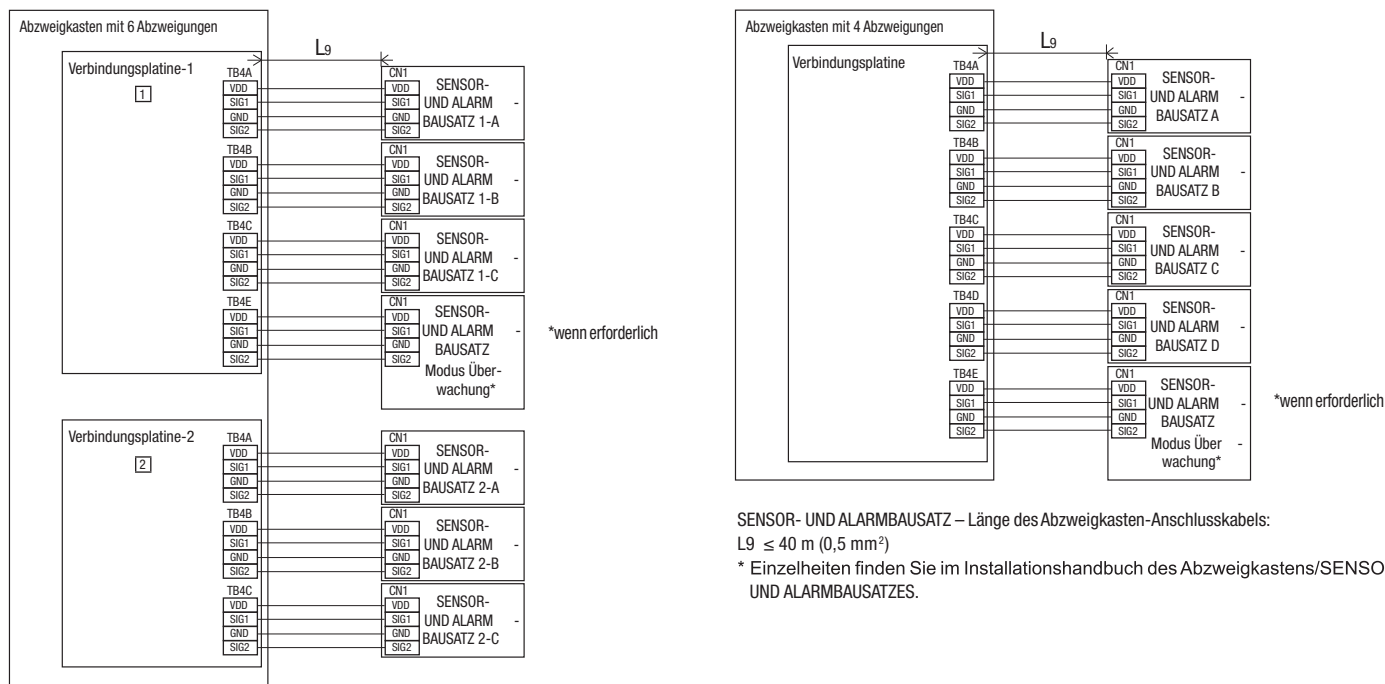 Abzweigkasten mit 6 Abzweigungen
L9
Verbindungsplatine-1
1
TB4A
VDD
SIG1
GND
SIG2
CN1
VDD
SIG1
GND
SIG2
SENSOR-
UND ALARM -
BAUSATZ 1-A
TB4B
VDD
SIG1
GND
SIG2
CN1
VDD
SIG1
GND
SIG2
SENSOR-
UND ALARM -
BAUSATZ 1-B
TB4C
VDD
SIG1
GND
SIG2
CN1
VDD
SIG1
GND
SIG2
SENSOR-
UND ALARM -
BAUSATZ 1-C
TB4E
VDD
SIG1
GND
SIG2
CN1
VDD
SIG1
GND
SIG2
SENSOR-
UND ALARM -
BAUSATZ
Modus Über-
wachung*
*wenn erforderlich
Verbindungsplatine-2
2
TB4A
VDD
SIG1
GND
SIG2
CN1
VDD
SIG1
GND
SIG2
SENSOR-
UND ALARM -
BAUSATZ 2-A
TB4B
VDD
SIG1
GND
SIG2
CN1
VDD
SIG1
GND
SIG2
SENSOR-
UND ALARM -
BAUSATZ 2-B
TB4C
VDD
SIG1
GND
SIG2
CN1
VDD
SIG1
GND
SIG2
SENSOR-
UND ALARM -
BAUSATZ 2-C
Abzweigkasten mit 4 Abzweigungen
L9
Verbindungsplatine
TB4A
VDD
SIG1
GND
SIG2
CN1
VDD
SIG1
GND
SIG2
SENSOR-
UND ALARM -
BAUSATZ A
TB4B
VDD
SIG1
GND
SIG2
CN1
VDD
SIG1
GND
SIG2
SENSOR-
UND ALARM -
BAUSATZ B
TB4C
VDD
SIG1
GND
SIG2
CN1
VDD
SIG1
GND
SIG2
SENSOR-
UND ALARM -
BAUSATZ C
TB4D
VDD
SIG1
GND
SIG2
CN1
VDD
SIG1
GND
SIG2
SENSOR-
UND ALARM -
BAUSATZ D
TB4E
VDD
SIG1
GND
SIG2
CN1
VDD
SIG1
GND
SIG2
SENSOR-
UND ALARM -
BAUSATZ
Modus Über -
wachung*
*wenn erforderlich
SENSOR- UND ALARMBAUSATZ – Länge des Abzweigkasten-Anschlusskabels:
L9 ≤ 40 m (0,5 mm²)
* Einzelheiten finden Sie im Installationshandbuch des Abzweigkastens/SENSO
UND ALARMBAUSATZES.